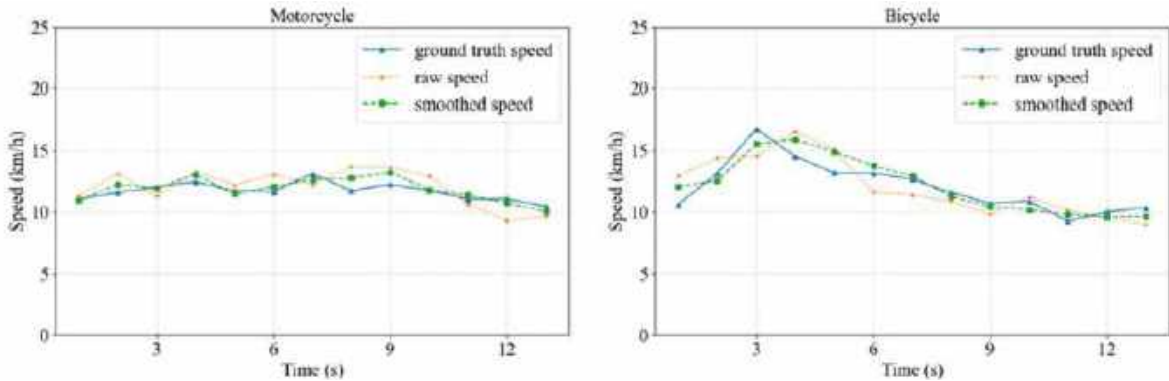 Motorcycle
25
20
15
10
5
0
3
6
9
12
Speed (km/h)
Time (s)
ground truth speed
raw speed
smoothed speed
Bicycle
25
20
15
10
5
0
3
6
9
12
Speed (km/h)
Time (s)
ground truth speed
raw speed
smoothed speed